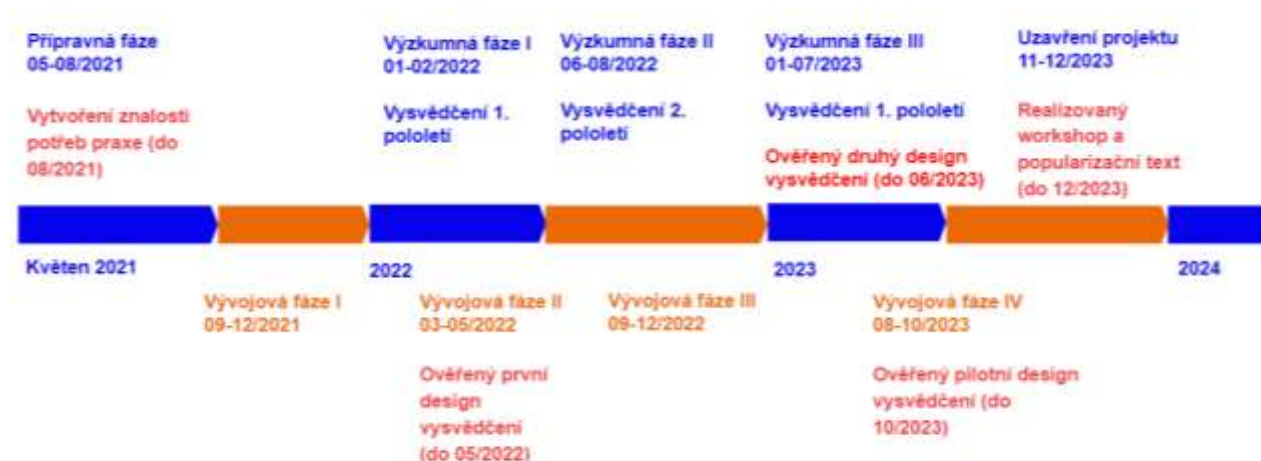 Přípravná fáze
05-08/2021
Vytvoření znalosti
potřeb praxe (do
08/2021)
Výzkumná fáze I
01-02/2022
Vysvědčení 1.
pololetí
Výzkumná fáze II
06-08/2022
Vysvědčení 2.
pololetí
Výzkumná fáze III
01-07/2023
Vysvědčení 1. pololetí
Ověřený druhý design
vysvědčení (do 06/2023)
Uzavření projektu
11-12/2023
Realizovaný
workshop a
popularizační text
(do 12/2023)
Květen 2021
2022
2023
2024
Vývojová fáze I
09-12/2021
Vývojová fáze II
03-05/2022
Ověřený první
design
vysvědčení
(do 05/2022)
Vývojová fáze III
09-12/2022
Vývojová fáze IV
08-10/2023
Ověřený pilotní design
vysvědčení (do
10/2023)